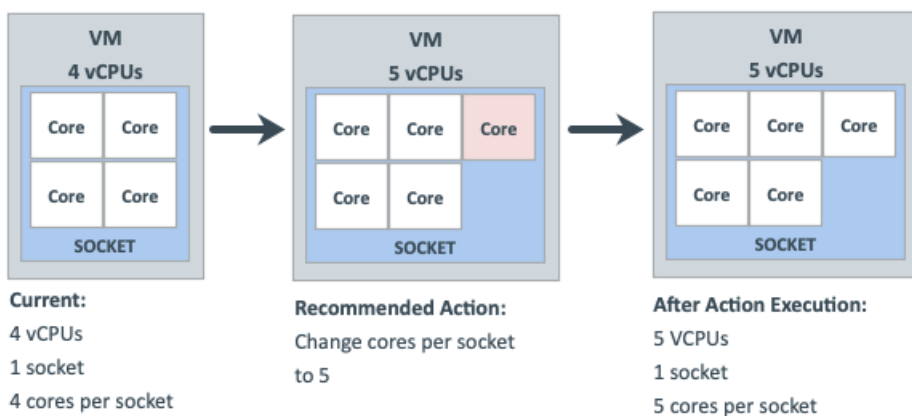 VM
4 vCPUs
Core Core
Core Core
SOCKET
Current:
4 vCPUs
1 socket
4 cores per socket
VM
5 vCPUs
Core Core Core
Core Core
SOCKET
Recommended Action:
Change cores per socket
to 5
VM
5 vCPUs
Core Core Core
Core Core
SOCKET
After Action Execution:
5 VCPUs
1 socket
5 cores per socket